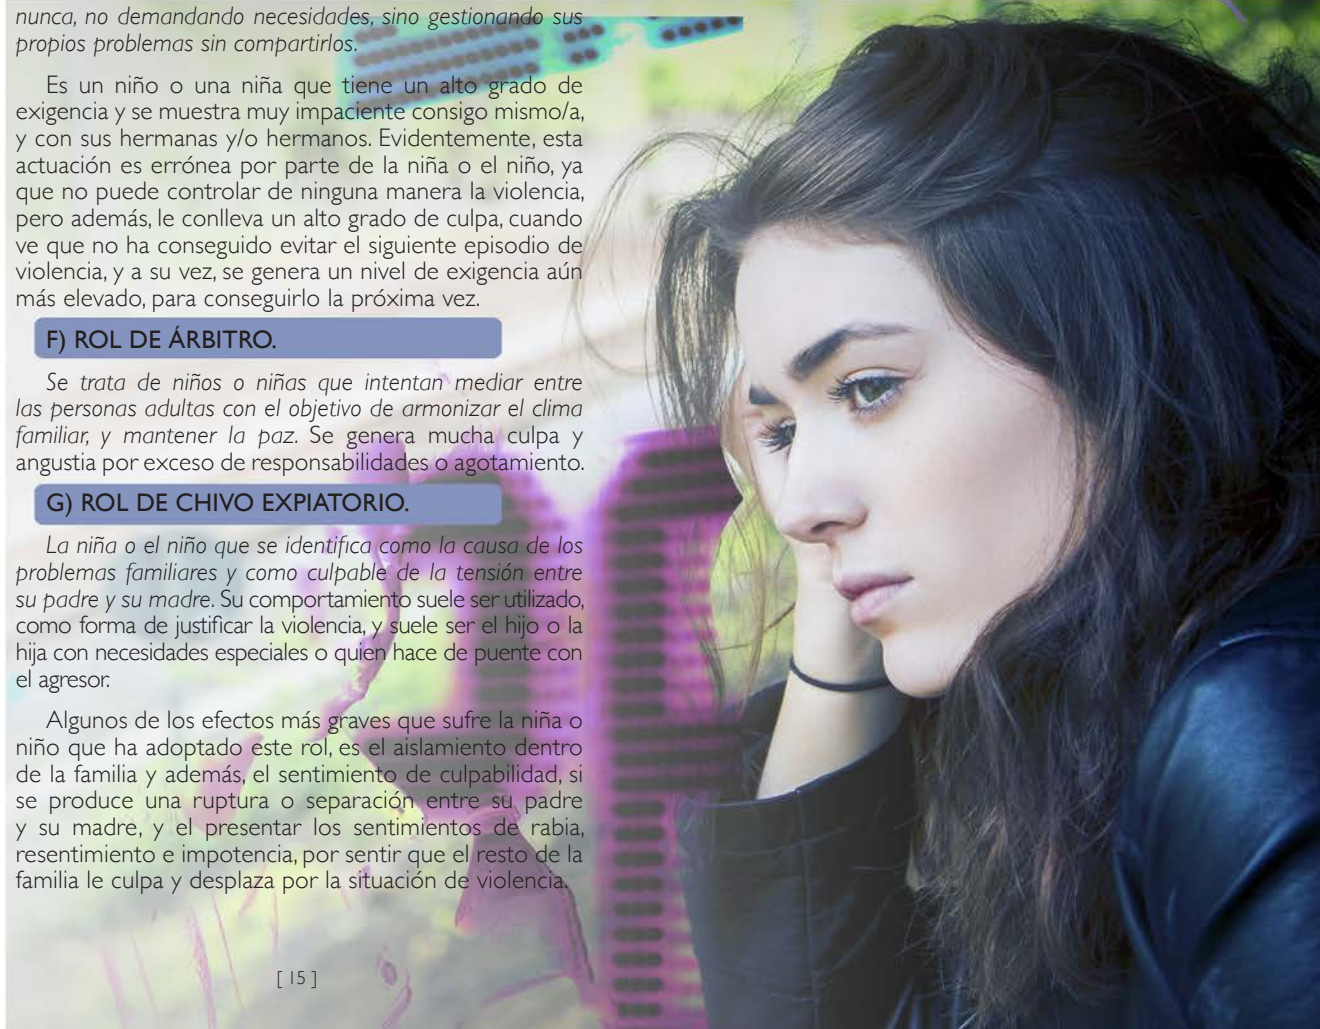 nunca, no demandando necesidades, sino gestionando sus
propios problemas sin compartirlos.
Es un niño o una niña que tiene un alto grado de
exigencia y se muestra muy impaciente consigo mismo/a,
y con sus hermanas y/o hermanos. Evidentemente, esta
actuación es errónea por parte de la niña o el niño, ya
que no puede controlar de ninguna manera la violencia,
pero además, le conlleva un alto grado de culpa, cuando
ve que no ha conseguido evitar el siguiente episodio de
violencia, y a su vez, se genera un nivel de exigencia aún
más elevado, para conseguirlo la próxima vez.
F) ROL DE ÁRBITRO.
Se trata de niños o niñas que intentan mediar entre
las personas adultas con el objetivo de armonizar el clima
familiar, y mantener la paz. Se genera mucha culpa y
angustia por exceso de responsabilidades o agotamiento.
G) ROL DE CHIVO EXPIATORIO.
La niña o el niño que se identifica como la causa de los
problemas familiares y como culpable de la tensión entre
su padre y su madre. Su comportamiento suele ser utilizado,
como forma de justificar la violencia, y suele ser el hijo o la
hija con necesidades especiales o quien hace de puente con
el agresor.
Algunos de los efectos más graves que sufre la niña o
niño que ha adoptado este rol, es el aislamiento dentro
de la familia y además, el sentimiento de culpabilidad, si
se produce una ruptura o separación entre su padre
y su madre, y el presentar los sentimientos de rabia,
resentimiento e impotencia, por sentir que el resto de la
familia le culpa y desplaza por la situación de violencia.
[ 15 ]